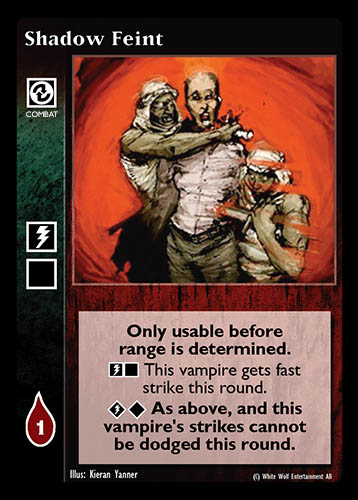 Shadow Feint
COMBAT
Only usable before
range is determined.
This vampire gets fast
strike this round.
As above, and this
vampire's strikes cannot
be dodged this round.
1
Illus: Kieran Yanner
(C) White Wolf Entertainment AB